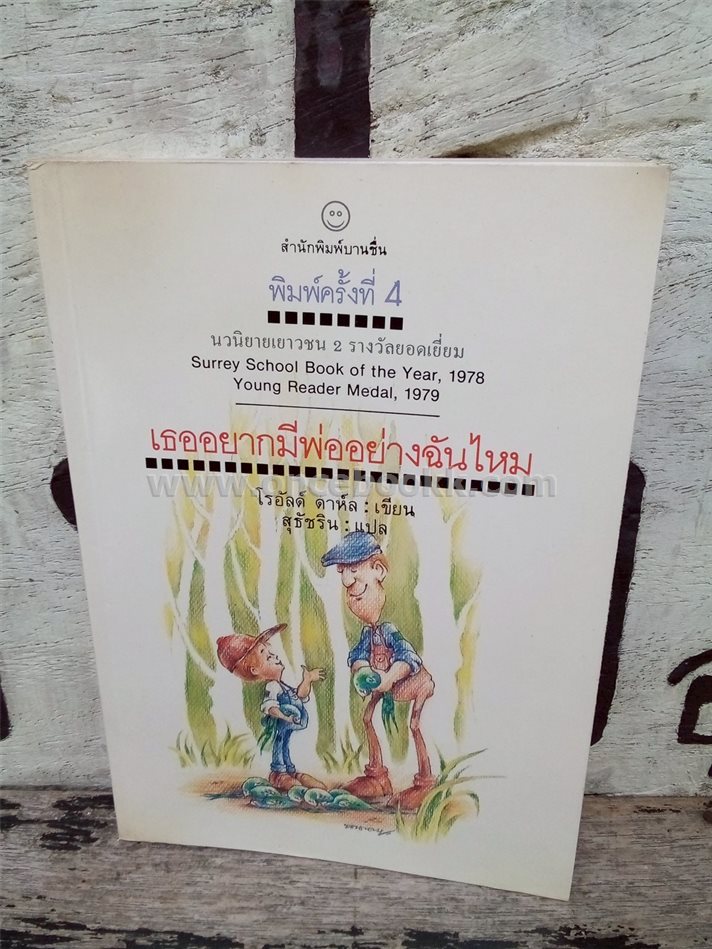 สำนักพิมพ์บานชื่น
พิมพ์ครั้งที่ 4
นวนิยายเยาวชน 2 รางวัลยอดเยี่ยม
Surrey School Book of the Year, 1978
Young Reader Medal, 1979
เธออยากมีพ่ออย่างฉันไหม
www.oncebookk.com
โรอัลด์ ดาห์ล : เขียน
สุธัชริน : แปล